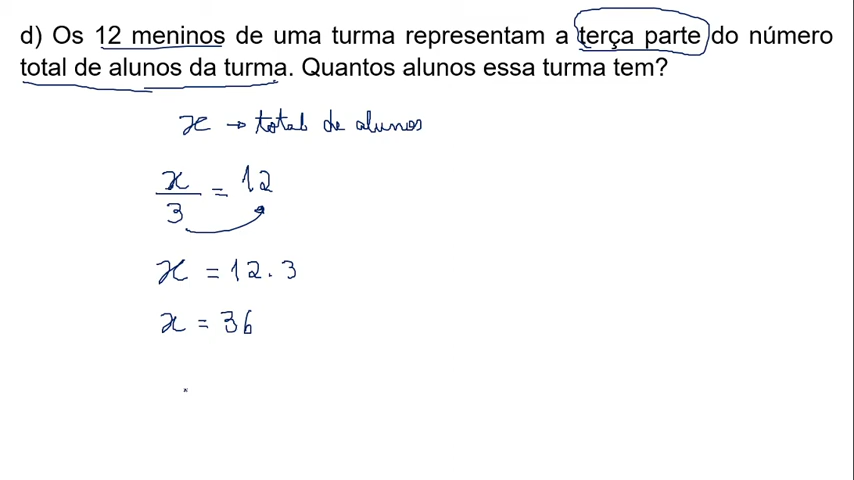 d) Os 12 meninos de uma turma representam a terça parte do número
total de alunos da turma. Quantos alunos essa turma tem?
x → total de alunos
x/3 = 12
x = 12 . 3
x = 36